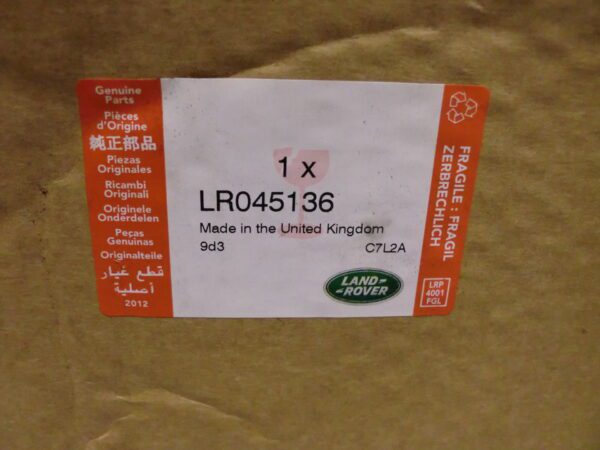 Genuine
Parts
Pièces
d'Origine
純正部品
Piezas
Originales
Ricambi
Originali
Originele
Onderdelen
Peças
Genuinas
Originalteile
قطع غيار
أصلية
2012
1 x
LR045136
Made in the United Kingdom
9d3 C7L2A
LAND-
-ROVER
FRAGILE : FRAGIL
ZERBRECHLICH
LRP
4001
FGL